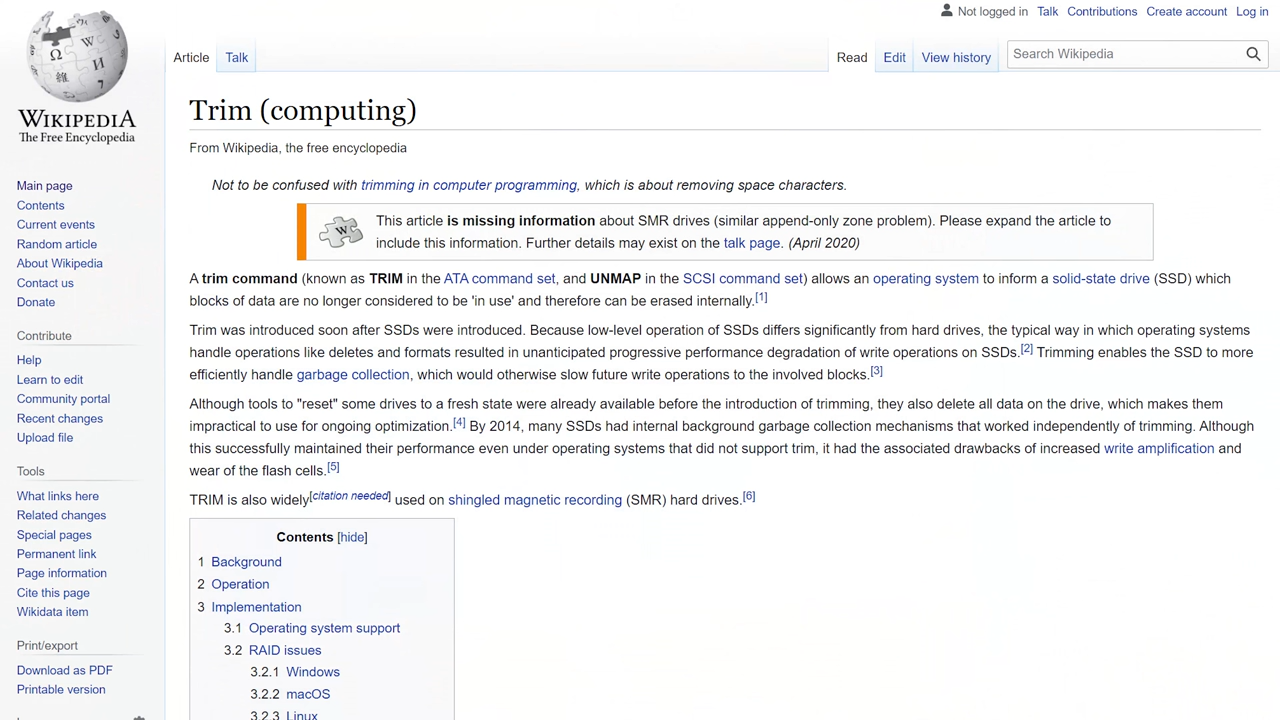 Not logged in Talk Contributions Create account Log in
Article Talk Read Edit View history Search Wikipedia
WIKIPEDIA
The Free Encyclopedia
Main page
Contents
Current events
Random article
About Wikipedia
Contact us
Donate
Contribute
Help
Learn to edit
Community portal
Recent changes
Upload file
Tools
What links here
Related changes
Special pages
Permanent link
Page information
Cite this page
Wikidata item
Print/export
Download as PDF
Printable version
Trim (computing)
From Wikipedia, the free encyclopedia
Not to be confused with trimming in computer programming, which is about removing space characters.
This article is missing information about SMR drives (similar append-only zone problem). Please expand the article to
include this information. Further details may exist on the talk page. (April 2020)
A trim command (known as TRIM in the ATA command set, and UNMAP in the SCSI command set) allows an operating system to inform a solid-state drive (SSD) which
blocks of data are no longer considered to be 'in use' and therefore can be erased internally.[1]
Trim was introduced soon after SSDs were introduced. Because low-level operation of SSDs differs significantly from hard drives, the typical way in which operating systems
handle operations like deletes and formats resulted in unanticipated progressive performance degradation of write operations on SSDs.[2] Trimming enables the SSD to more
efficiently handle garbage collection, which would otherwise slow future write operations to the involved blocks.[3]
Although tools to "reset" some drives to a fresh state were already available before the introduction of trimming, they also delete all data on the drive, which makes them
impractical to use for ongoing optimization.[4] By 2014, many SSDs had internal background garbage collection mechanisms that worked independently of trimming. Although
this successfully maintained their performance even under operating systems that did not support trim, it had the associated drawbacks of increased write amplification and
wear of the flash cells.[5]
TRIM is also widely[citation needed] used on shingled magnetic recording (SMR) hard drives.[6]
Contents [hide]
1 Background
2 Operation
3 Implementation
3.1 Operating system support
3.2 RAID issues
3.2.1 Windows
3.2.2 macOS
3.2.3 Linux